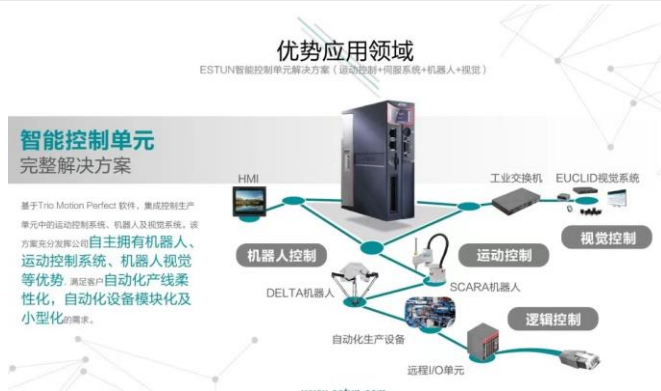 优势应用领域
ESTUN智能控制单元解决方案（运动控制+伺服系统+机器人+视觉）
智能控制单元
完整解决方案
基于Trio Motion Perfect 软件，集成控制生产
单元中的运动控制系统、机器人及视觉系统。该
方案充分发挥公司自主拥有机器人、
运动控制系统、机器人视觉
等优势，满足客户自动化产线柔
性化，自动化设备模块化及
小型化的需求。
HMI
工业交换机
EUCLID视觉系统
视觉控制
机器人控制
运动控制
DELTA机器人
SCARA机器人
逻辑控制
自动化生产设备
远程I/O单元